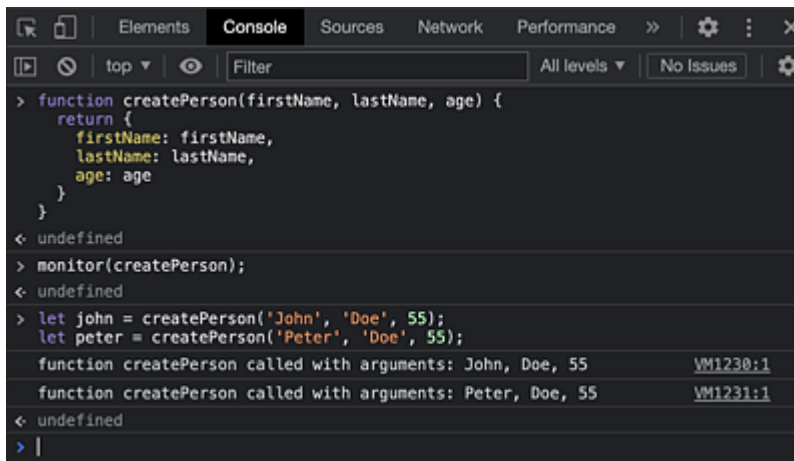 Elements Console Sources Network Performance »
top ▼ Filter All levels ▼ No Issues
> function createPerson(firstName, lastName, age) {
return {
firstName: firstName,
lastName: lastName,
age: age
}
}
undefined
> monitor(createPerson);
undefined
> let john = createPerson('John', 'Doe', 55);
let peter = createPerson('Peter', 'Doe', 55);
function createPerson called with arguments: John, Doe, 55 VM1230:1
function createPerson called with arguments: Peter, Doe, 55 VM1231:1
undefined
>